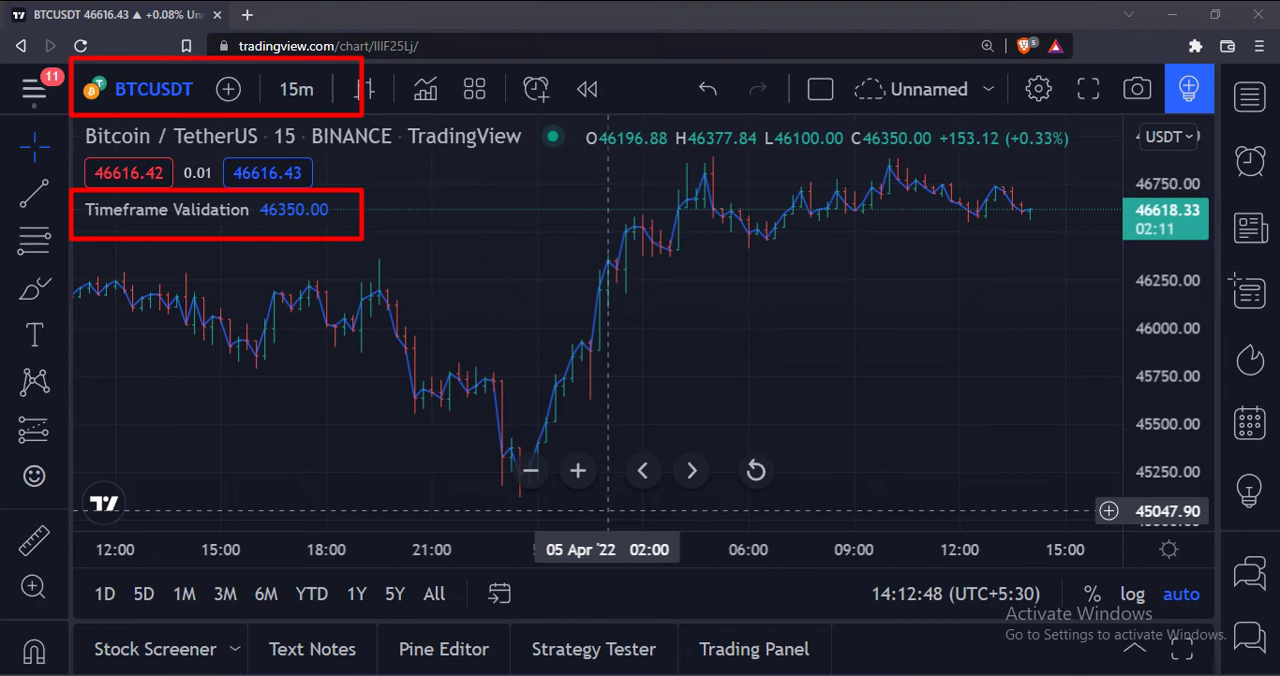 BTCUSDT 46616.43 ▲ +0.08% Un
tradingview.com/chart/IIIF25Lj/
5
11
BTCUSDT
15m
Unnamed
Bitcoin / TetherUS · 15 · BINANCE · TradingView
O46196.88 H46377.84 L46100.00 C46350.00 +153.12 (+0.33%)
USDT
46616.42 0.01 46616.43
Timeframe Validation 46350.00
46750.00
46618.33
02:11
46250.00
46000.00
45750.00
45500.00
45250.00
45047.90
12:00 15:00 18:00 21:00 05 Apr '22 02:00 06:00 09:00 12:00 15:00
1D 5D 1M 3M 6M YTD 1Y 5Y All
14:12:48 (UTC+5:30) % log auto
Activate Windows
Go to Settings to activate Windows.
Stock Screener Text Notes Pine Editor Strategy Tester Trading Panel